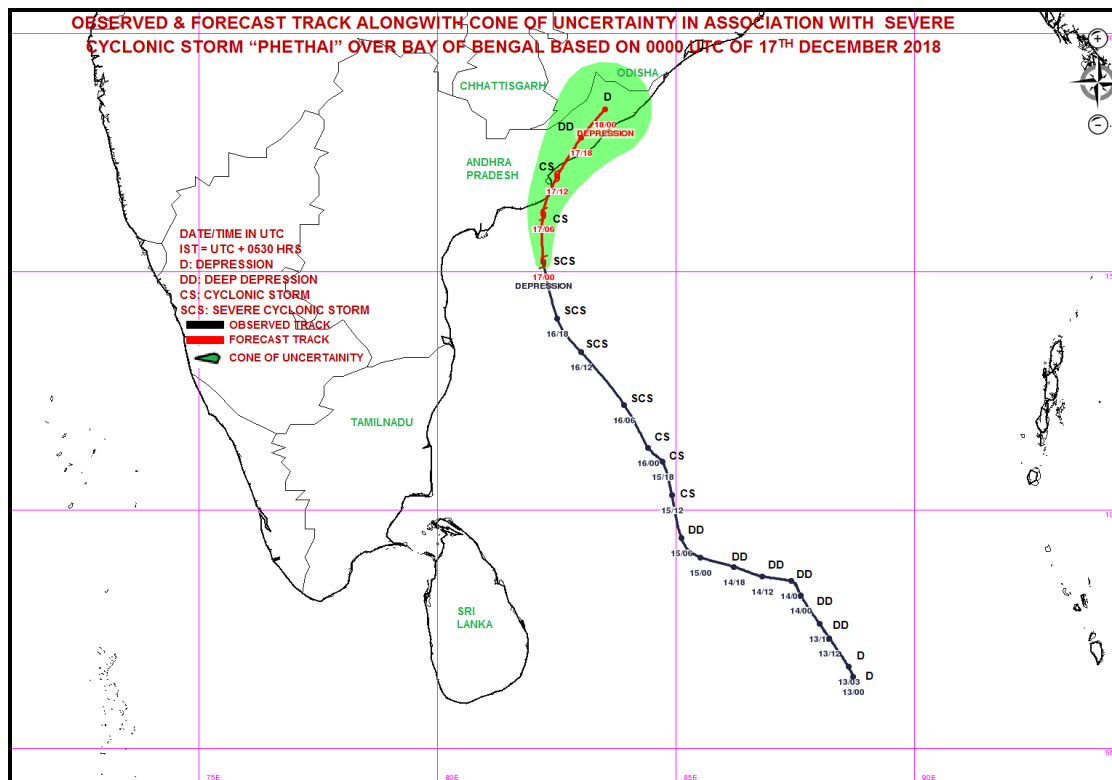 OBSERVED & FORECAST TRACK ALONGWITH CONE OF UNCERTAINTY IN ASSOCIATION WITH SEVERE
CYCLONIC STORM “PHETHAI” OVER BAY OF BENGAL BASED ON 0000 UTC OF 17TH DECEMBER 2018
ODISHA
CHHATTISGARH
D
18/00
DEPRESSION
DD
17/18
ANDHRA
PRADESH
CS
17/12
CS
17/06
SCS
17/00
DEPRESSION
DATE/TIME IN UTC
IST = UTC + 0530 HRS
D: DEPRESSION
DD: DEEP DEPRESSION
CS: CYCLONIC STORM
SCS: SEVERE CYCLONIC STORM
OBSERVED TRACK
FORECAST TRACK
CONE OF UNCERTAINITY
SCS
16/18
SCS
16/12
SCS
16/06
TAMILNADU
CS
16/00
CS
15/18
CS
15/12
DD
15/06
15/00
DD
14/18
DD
14/12
DD
14/00
DD
DD
13/12
D
13/03
D
13/00
SRI
LANKA
75E
80E
85E
90E